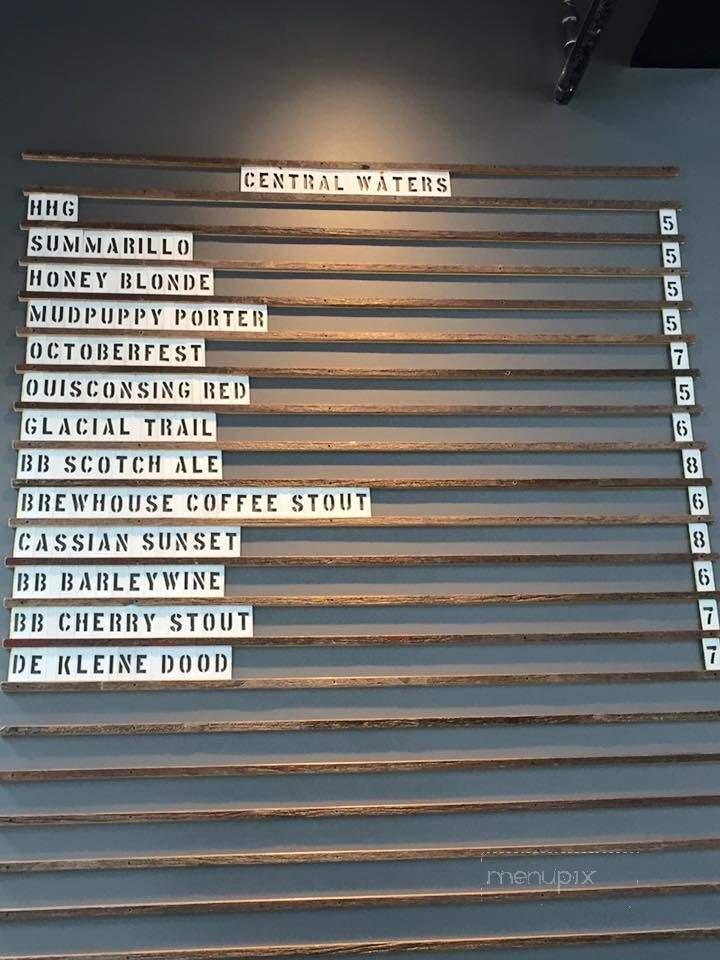 CENTRAL WATERS
HHG 5
SUMMARILLO 5
HONEY BLONDE 5
MUDPUPPY PORTER 5
OCTOBERFEST 7
OUISCONSING RED 5
GLACIAL TRAIL 6
BB SCOTCH ALE 8
BREWHOUSE COFFEE STOUT 6
CASSIAN SUNSET 8
BB BARLEYWINE 6
BB CHERRY STOUT 7
DE KLEINE DOOD 7
menupix